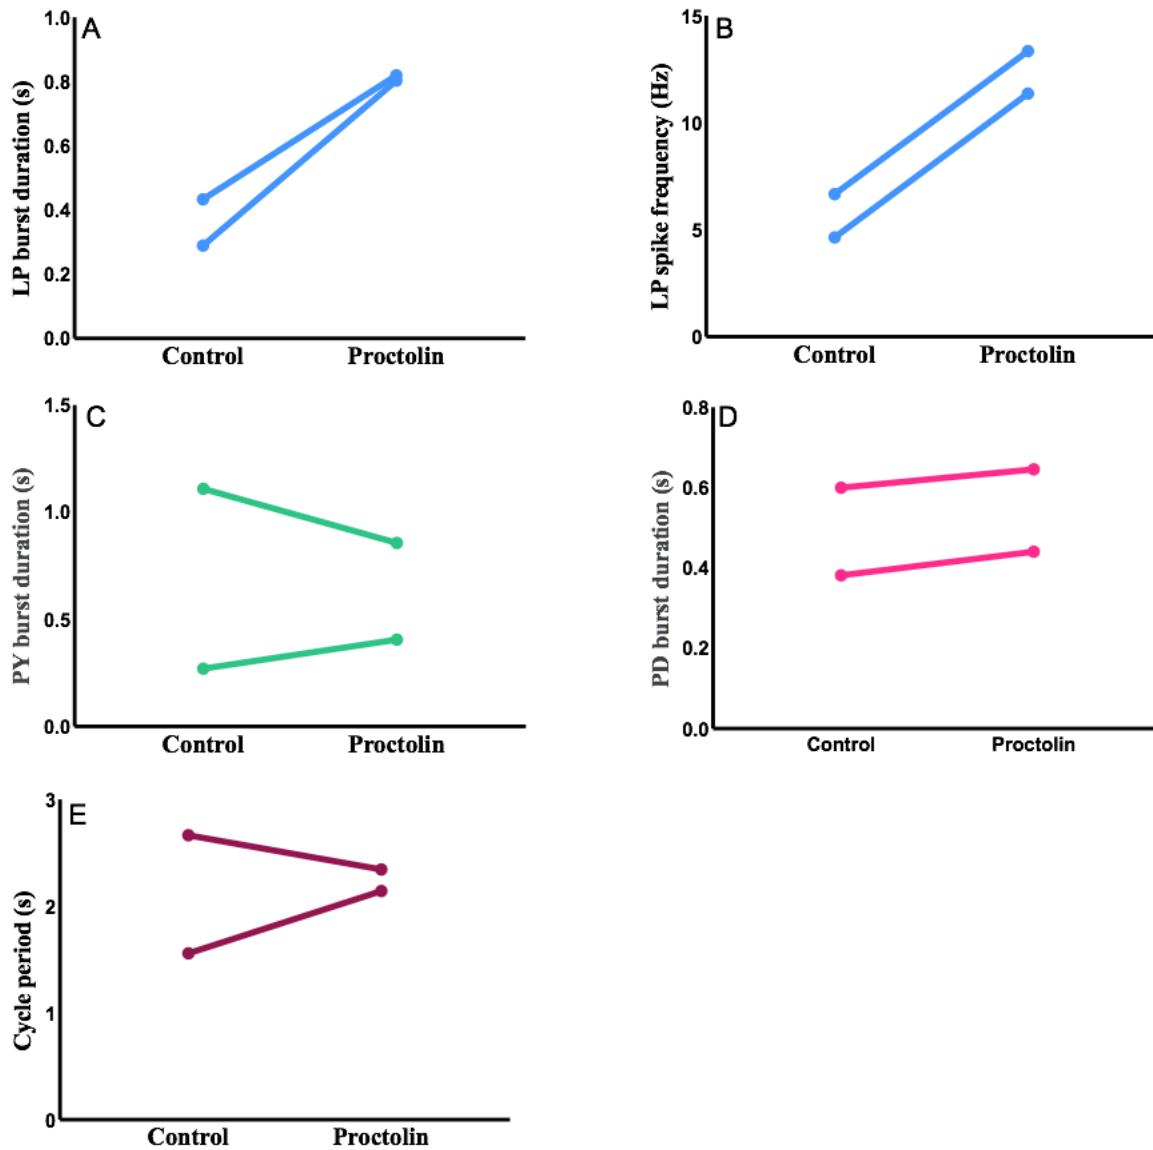 A
LP burst duration (s)
1.0
0.8
0.6
0.4
0.2
0.0
Control Proctolin
B
LP spike frequency (Hz)
15
10
5
0
Control Proctolin
C
PY burst duration (s)
1.5
1.0
0.5
0.0
Control Proctolin
D
PD burst duration (s)
0.8
0.6
0.4
0.2
0.0
Control Proctolin
E
Cycle period (s)
3
2
1
0
Control Proctolin